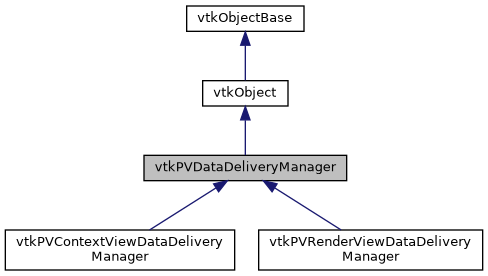 vtkObjectBase
vtkObject
vtkPVDataDeliveryManager
vtkPVContextViewDataDelivery
Manager
vtkPVRenderViewDataDelivery
Manager